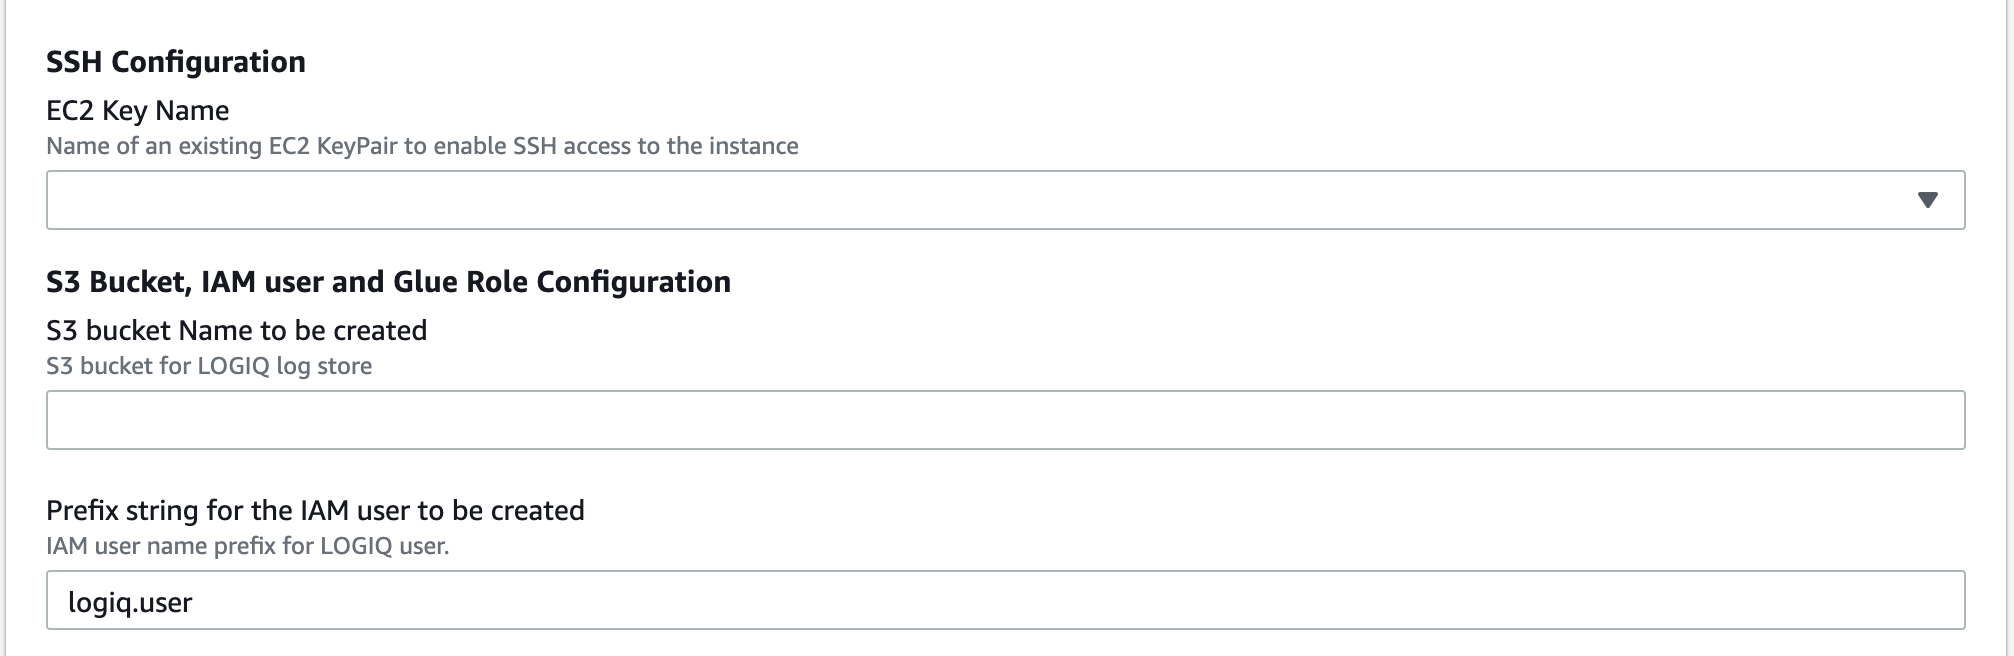 SSH Configuration
EC2 Key Name
Name of an existing EC2 KeyPair to enable SSH access to the instance
S3 Bucket, IAM user and Glue Role Configuration
S3 bucket Name to be created
S3 bucket for LOGIQ log store
Prefix string for the IAM user to be created
IAM user name prefix for LOGIQ user.
logiq.user